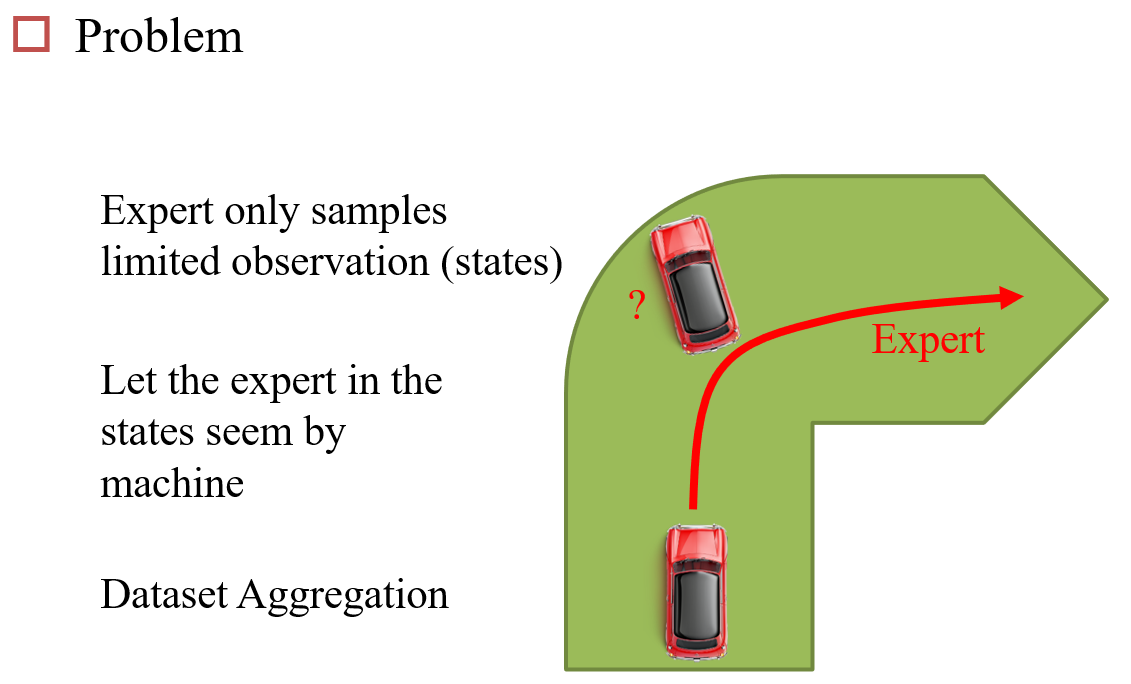 Problem
Expert only samples
limited observation (states)
?
Expert
Let the expert in the
states seem by
machine
Dataset Aggregation